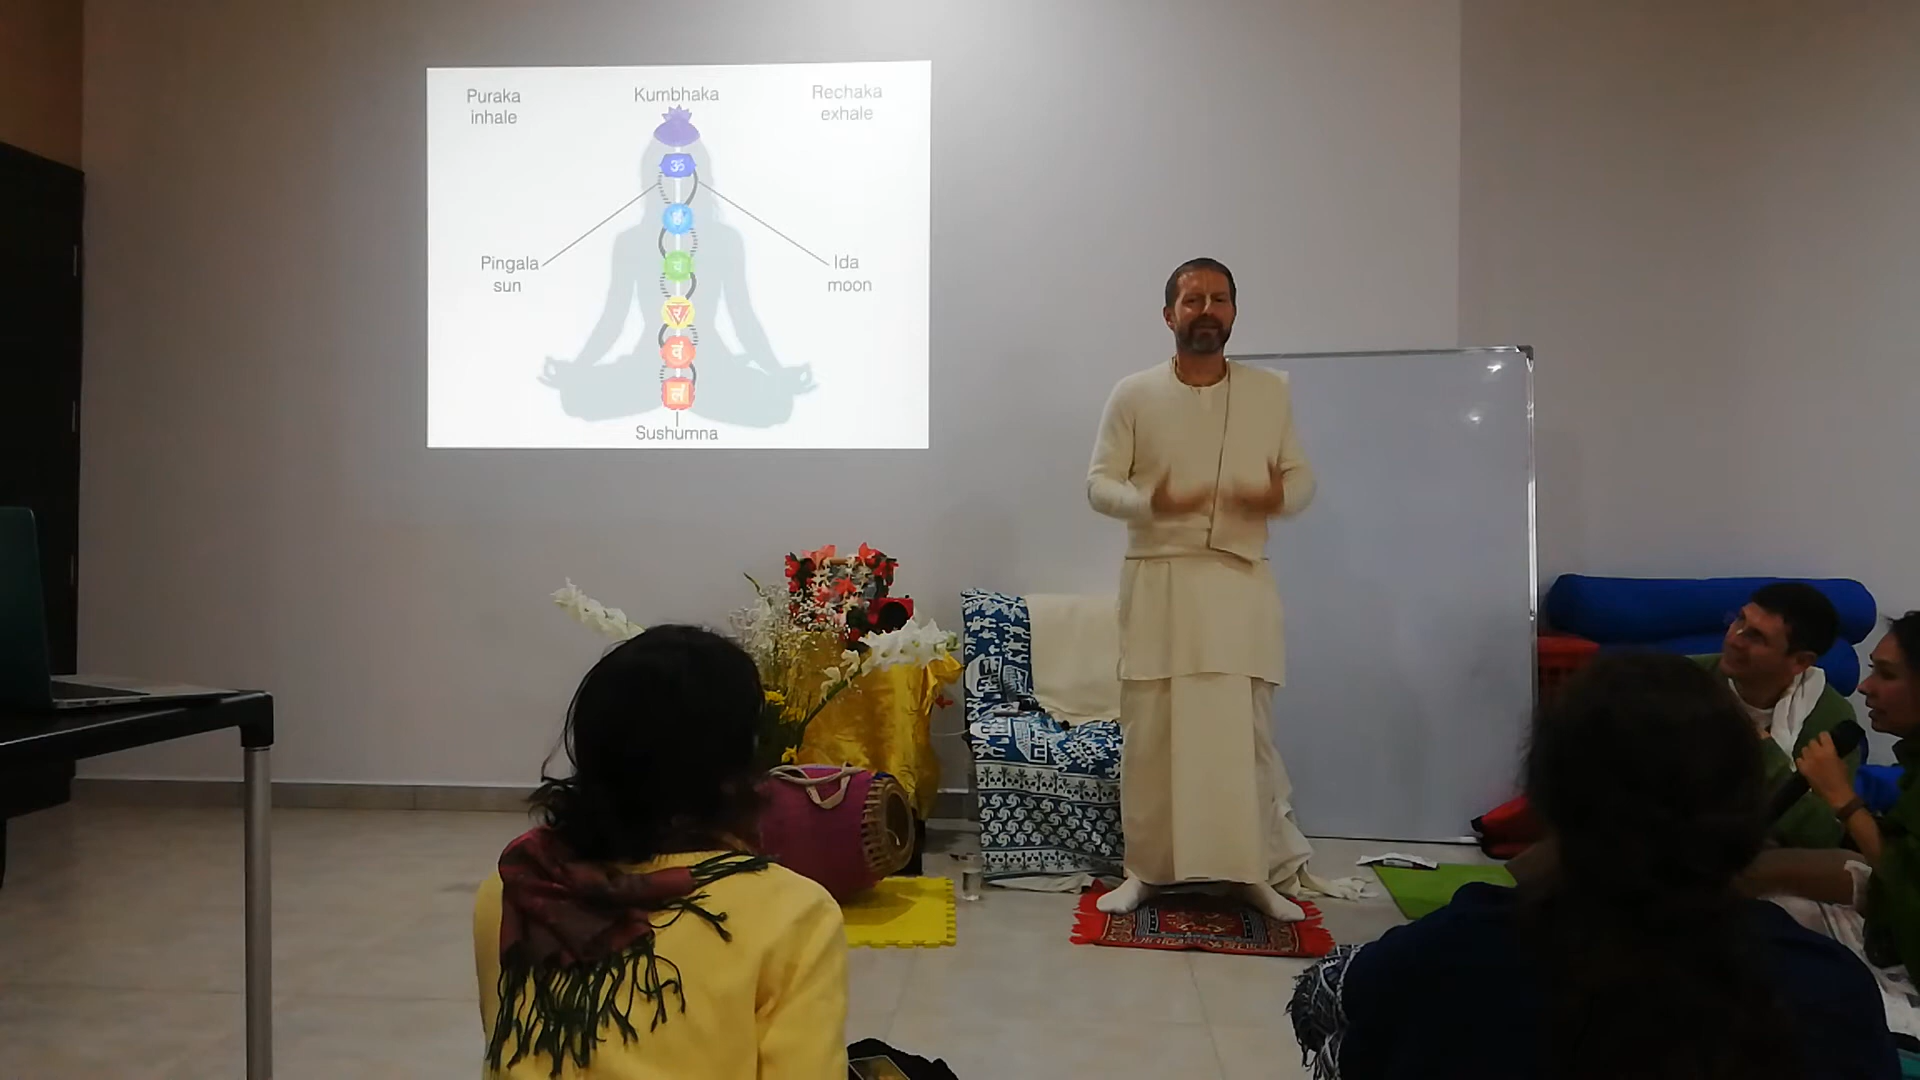 Puraka
inhale
Kumbhaka
Rechaka
exhale
ॐ
हं
यं
Pingala
sun
Ida
moon
रं
वं
लं
Sushumna